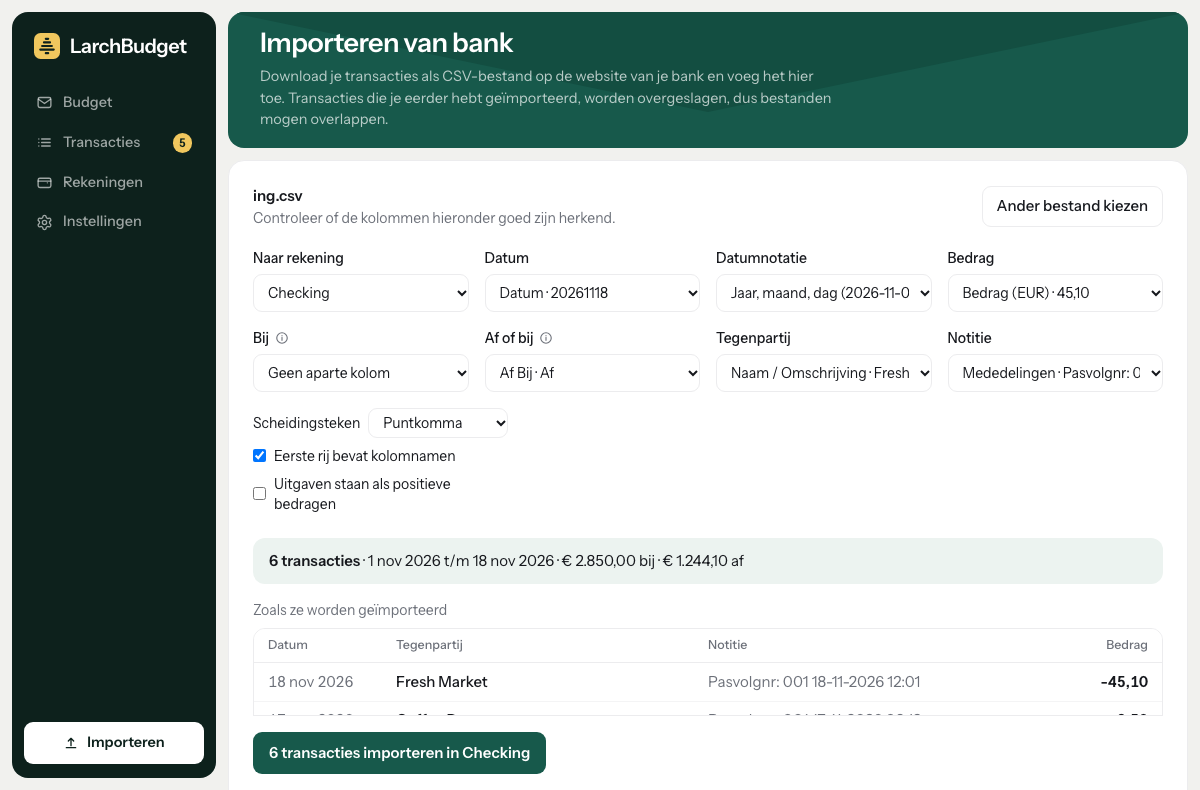 LarchBudget
Budget
Transacties 5
Rekeningen
Instellingen
Importeren
Importeren van bank
Download je transacties als CSV-bestand op de website van je bank en voeg het hier
toe. Transacties die je eerder hebt geïmporteerd, worden overgeslagen, dus bestanden
mogen overlappen.
ing.csv
Controleer of de kolommen hieronder goed zijn herkend.
Ander bestand kiezen
Naar rekening Datum Datumnotatie Bedrag
Checking Datum · 20261118 Jaar, maand, dag (2026-11-0 Bedrag (EUR) · 45,10
Bij Af of bij Tegenpartij Notitie
Geen aparte kolom Af Bij · Af Naam / Omschrijving · Fresh Mededelingen · Pasvolgnr: 0
Scheidingsteken Puntkomma
Eerste rij bevat kolomnamen
Uitgaven staan als positieve
bedragen
6 transacties · 1 nov 2026 t/m 18 nov 2026 · € 2.850,00 bij · € 1.244,10 af
Zoals ze worden geïmporteerd
Datum Tegenpartij Notitie Bedrag
18 nov 2026 Fresh Market Pasvolgnr: 001 18-11-2026 12:01 -45,10
6 transacties importeren in Checking